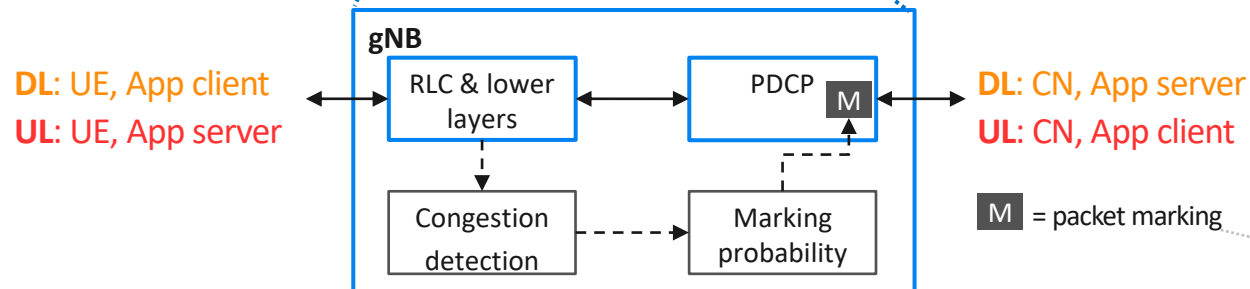 gNB
DL: UE, App client
UL: UE, App server
RLC & lower
layers
PDCP
M
DL: CN, App server
UL: CN, App client
Congestion
detection
Marking
probability
M = packet marking